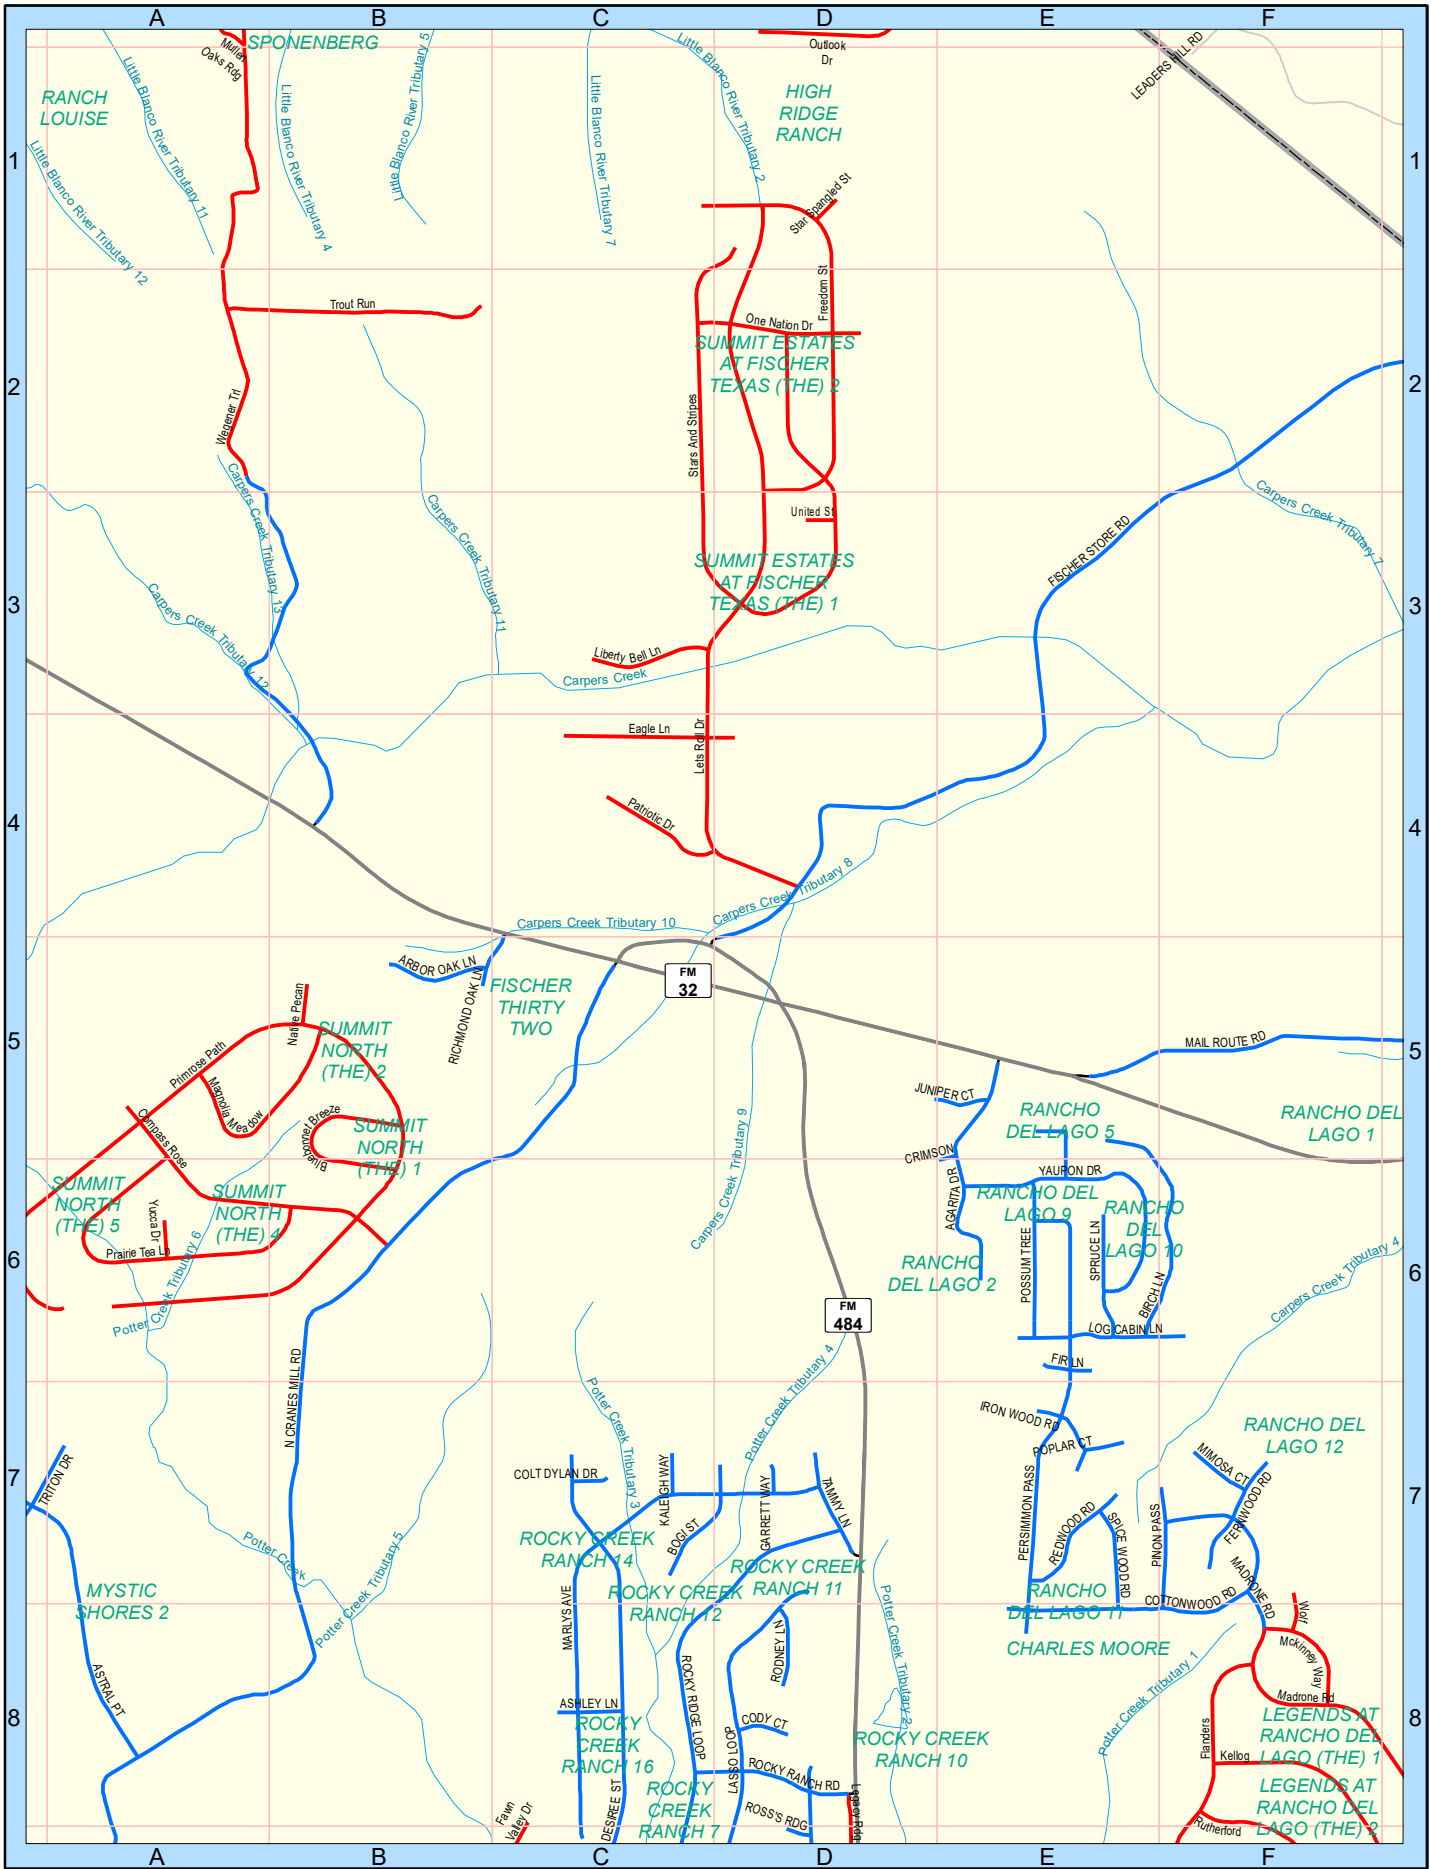 A
B
C
D
E
F
Mullen
Oaks Rdg
SPONENBERG
Little Blanco River Tributary 5
Little Blanco River Tributary 2
Outlook
Dr
LEADERS HILL RD
RANCH
LOUISE
Little Blanco River Tributary 11
Little Blanco River Tributary 4
Little Blanco River Tributary 7
HIGH
RIDGE
RANCH
Little Blanco River Tributary 12
1
1
Star Spangled St
Freedom St
Trout Run
One Nation Dr
SUMMIT ESTATES
AT FISCHER
TEXAS (THE) 2
2
2
Wegener Trl
Stars And Stripes
Carpers Creek Tributary 13
Carpers Creek Tributary 11
United St
FISCHER STORE RD
Carpers Creek Tributary 7
SUMMIT ESTATES
AT FISCHER
TEXAS (THE) 1
3
3
Carpers Creek Tributary 12
Liberty Bell Ln
Carpers Creek
Eagle Ln
Lets Roll Dr
Patriotic Dr
4
4
Carpers Creek Tributary 8
Carpers Creek Tributary 10
ARBOR OAK LN
RICHMOND OAK LN
FISCHER
THIRTY
TWO
FM
32
Native Pecan
SUMMIT
NORTH
(THE) 2
5
5
MAIL ROUTE RD
Primrose Path
Magnolia Meadow
JUNIPER CT
Compass Rose
Bluebonnet Breeze
SUMMIT
NORTH
(THE) 1
Carpers Creek Tributary 9
RANCHO
DEL LAGO 5
RANCHO DEL
LAGO 1
CRIMSON
YAUPON DR
AGARITA DR
SUMMIT
NORTH
(THE) 5
SUMMIT
NORTH
(THE) 4
Yucca Dr
RANCHO DEL
LAGO 9
RANCHO
DEL
LAGO 10
Prairie Tea Ln
Potter Creek Tributary 6
6
6
RANCHO
DEL LAGO 2
POSSUM TREE
SPRUCE LN
BIRCH LN
Carpers Creek Tributary 4
FM
484
LOG CABIN LN
FIR LN
N CRANES MILL RD
Potter Creek Tributary 3
Potter Creek Tributary 4
IRON WOOD RD
POPLAR CT
RANCHO DEL
LAGO 12
TRITON DR
7
7
COLT DYLAN DR
KALEIGH WAY
GARRETT WAY
TAMMY LN
MIMOSA CT
FERNWOOD RD
BOGI ST
PERSIMMON PASS
REDWOOD RD
SPICE WOOD RD
PINON PASS
Potter Creek
Potter Creek Tributary 5
ROCKY CREEK
RANCH 14
ROCKY CREEK
RANCH 11
MYSTIC
SHORES 2
MARLYSAVE
ROCKY CREEK
RANCH 12
RANCHO
DEL LAGO 11
COTTONWOOD RD
MADRONE RD
Wolf
ASTRAL PT
RODNEY LN
Potter Creek Tributary 2
CHARLES MOORE
Mckinney Way
Potter Creek Tributary 1
Madrone Rd
8
8
ASHLEY LN
ROCKY RIDGE LOOP
CODY CT
LASSO LOOP
ROCKY
CREEK
RANCH 16
ROCKY CREEK
RANCH 10
Flanders
Kellog
LEGENDS AT
RANCHO DEL
LAGO (THE) 1
ROCKY RANCH RD
DESIREE ST
ROCKY
CREEK
RANCH 7
ROSS'S RDG
Legacy Rdg
LEGENDS AT
RANCHO DEL
LAGO (THE) 2
Fawn
Valley Dr
Rutherford
A
B
C
D
E
F